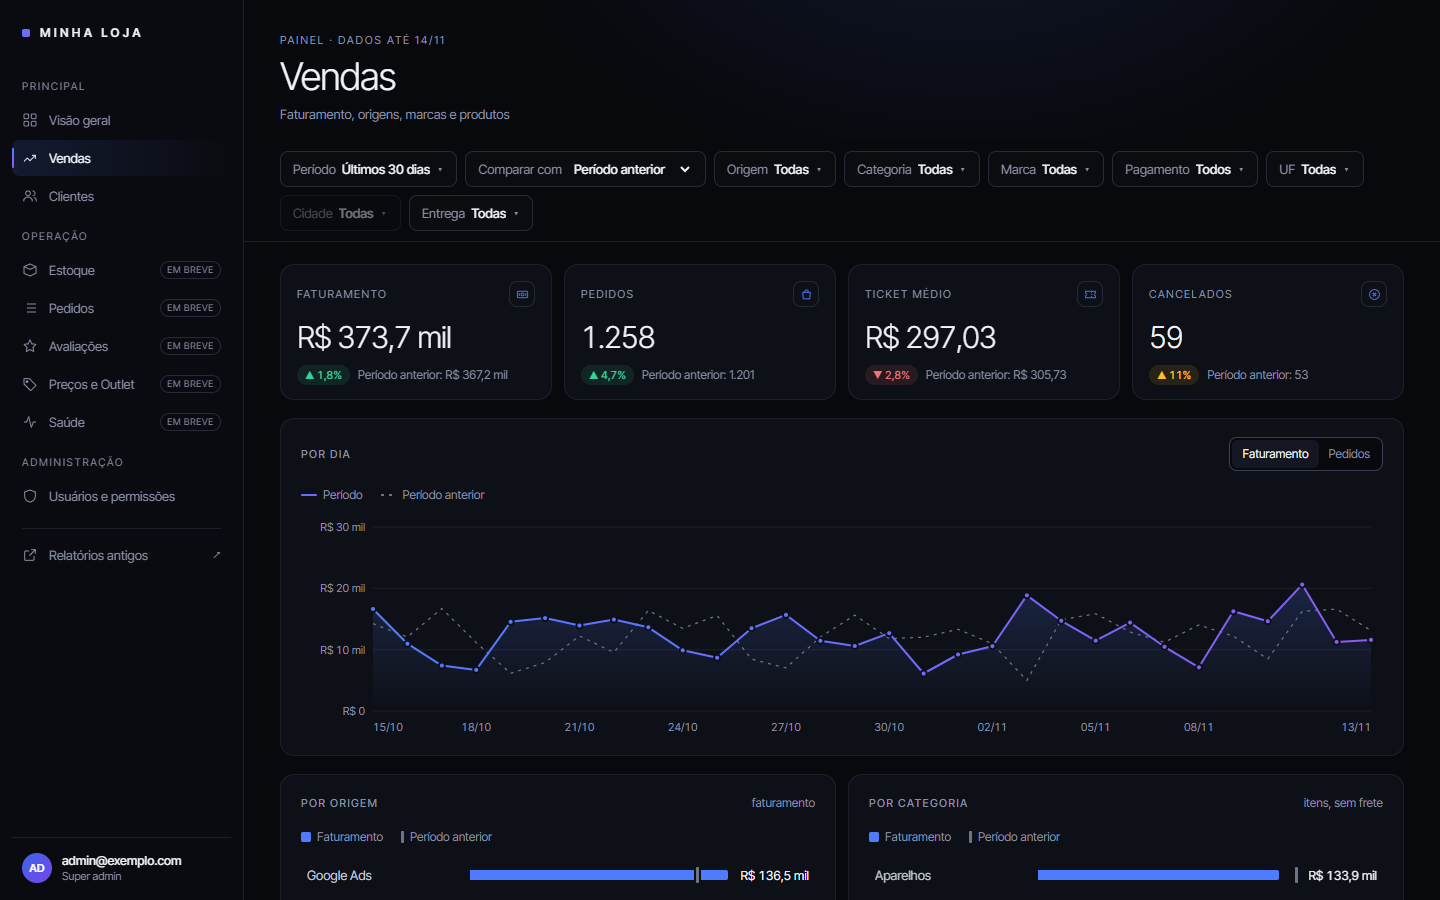 MINHA LOJA
PRINCIPAL
Visão geral
Vendas
Clientes
OPERAÇÃO
Estoque EM BREVE
Pedidos EM BREVE
Avaliações EM BREVE
Preços e Outlet EM BREVE
Saúde EM BREVE
ADMINISTRAÇÃO
Usuários e permissões
Relatórios antigos ↗
AD
admin@exemplo.com
Super admin
PAINEL · DADOS ATÉ 14/11
Vendas
Faturamento, origens, marcas e produtos
Período Últimos 30 dias
Comparar com Período anterior
Origem Todas
Categoria Todas
Marca Todas
Pagamento Todos
UF Todas
Cidade Todas
Entrega Todas
FATURAMENTO
R$ 373,7 mil
▲ 1,8% Período anterior: R$ 367,2 mil
PEDIDOS
1.258
▲ 4,7% Período anterior: 1.201
TICKET MÉDIO
R$ 297,03
▼ 2,8% Período anterior: R$ 305,73
CANCELADOS
59
▲ 11% Período anterior: 53
POR DIA
Faturamento Pedidos
Período Período anterior
R$ 30 mil
R$ 20 mil
R$ 10 mil
R$ 0
15/10 18/10 21/10 24/10 27/10 30/10 02/11 05/11 08/11 13/11
POR ORIGEM faturamento
Faturamento Período anterior
Google Ads R$ 136,5 mil
POR CATEGORIA itens, sem frete
Faturamento Período anterior
Aparelhos R$ 133,9 mil